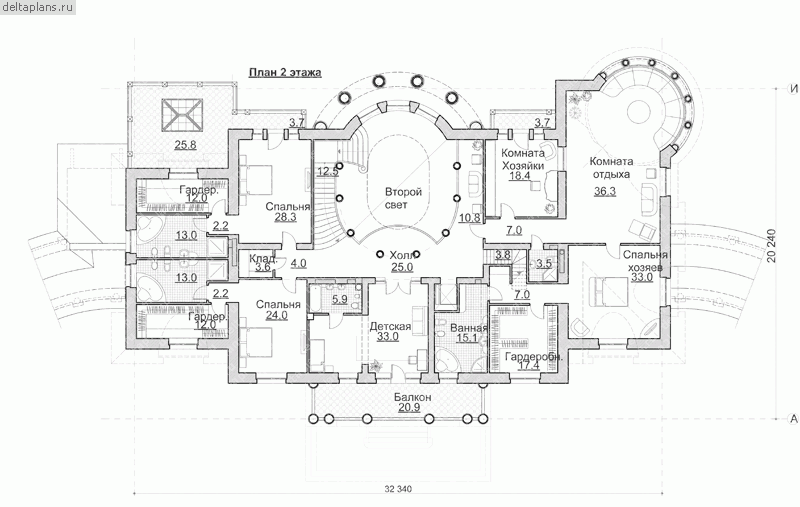 deltaplans.ru
План 2 этажа
И
3.7
3.7
25.8
Комната
Хозяйки
18.4
Комната
отдыха
36.3
12.5
Второй
свет
Гардер.
12.0
Спальня
28.3
10.8
2.2
7.0
13.0
20 240
Холл
25.0
3.8
3.5
Спальня
хозяев
33.0
Клад.
3.6
4.0
13.0
2.2
5.9
7.0
Спальня
24.0
Гардер.
12.0
Детская
33.0
Ванная
15.1
Гардеробн.
17.4
Балкон
20.9
А
32 340